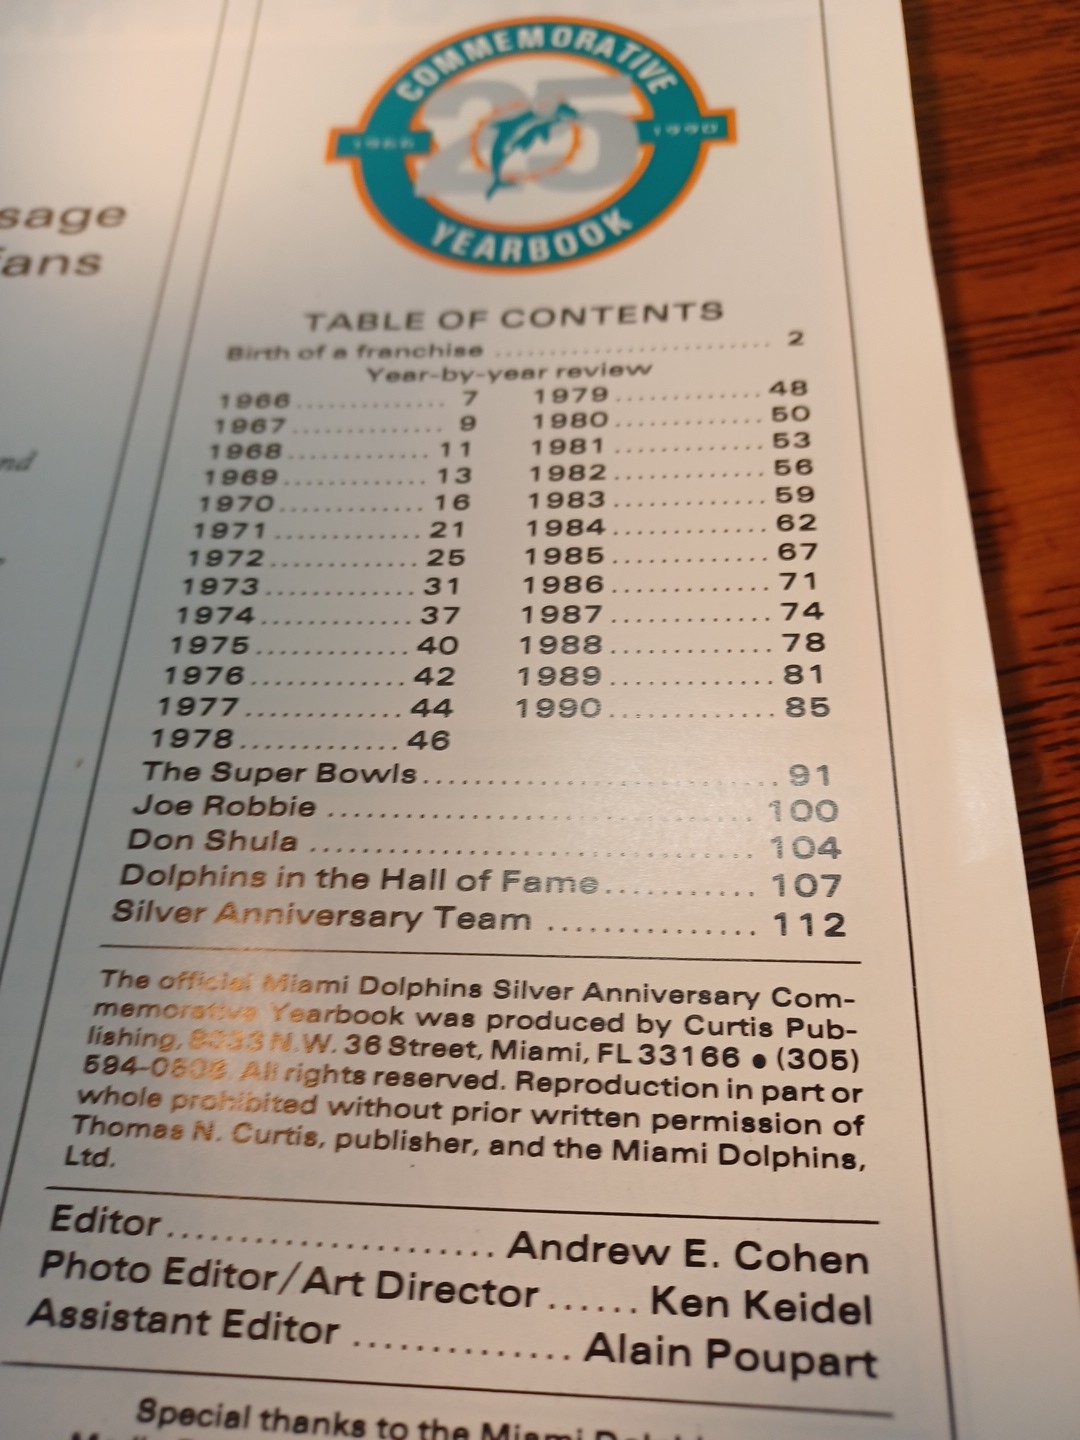 COMMEMORATIVE
25
1966
1990
YEARBOOK
sage
ans
nd
TABLE OF CONTENTS
Birth of a franchise ........................ 2
Year-by-year review
1966 ............. 7
1967 ............. 9
1968 ............ 11
1969 ............ 13
1970 ............ 16
1971 ............ 21
1972 ............ 25
1973 ............ 31
1974 ............ 37
1975 ............ 40
1976 ............ 42
1977 ............ 44
1978 ............ 46
1979 ............ 48
1980 ............ 50
1981 ............ 53
1982 ............ 56
1983 ............ 59
1984 ............ 62
1985 ............ 67
1986 ............ 71
1987 ............ 74
1988 ............ 78
1989 ............ 81
1990 ............ 85
The Super Bowls ........................ 91
Joe Robbie ............................. 100
Don Shula .............................. 104
Dolphins in the Hall of Fame ........... 107
Silver Anniversary Team ............... 112
The official Miami Dolphins Silver Anniversary Com-
memorative Yearbook was produced by Curtis Pub-
lishing, N.W. 36 Street, Miami, FL 33166 ● (305)
All rights reserved. Reproduction in part or
whole prohibited without prior written permission of
Thomas N. Curtis, publisher, and the Miami Dolphins,
Ltd.
Editor ...................... Andrew E. Cohen
Photo Editor/Art Director ...... Ken Keidel
Assistant Editor .............. Alain Poupart
Special thanks to the Miami